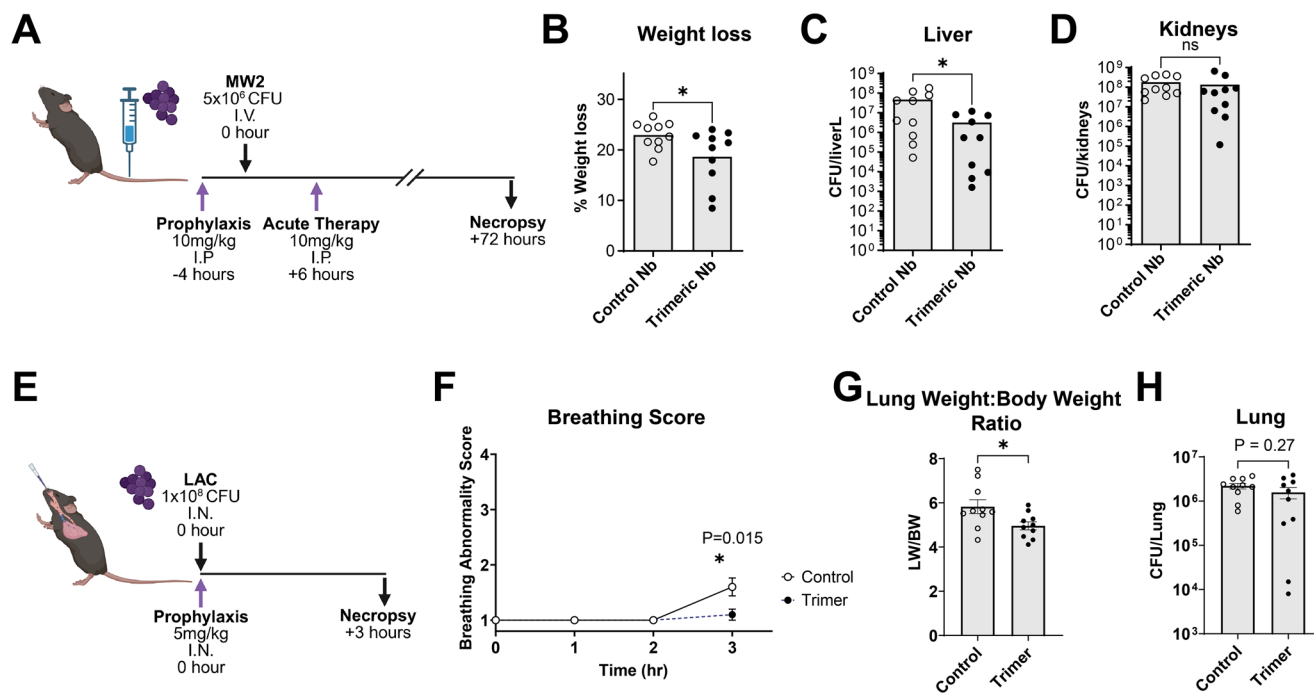 A
MW2
5x10⁶ CFU
I.V.
0 hour
Prophylaxis
10mg/kg
I.P
-4 hours
Acute Therapy
10mg/kg
I.P.
+6 hours
Necropsy
+72 hours
B
Weight loss
*
% Weight loss
30
20
10
0
Control Nb
Trimeric Nb
C
Liver
*
CFU/liverL
10⁹
10⁸
10⁷
10⁶
10⁵
10⁴
10³
10²
10¹
10⁰
Control Nb
Trimeric Nb
D
Kidneys
ns
CFU/kidneys
10⁹
10⁸
10⁷
10⁶
10⁵
10⁴
10³
10²
10¹
10⁰
Control Nb
Trimeric Nb
E
LAC
1x10⁸ CFU
I.N.
0 hour
Prophylaxis
5mg/kg
I.N.
0 hour
Necropsy
+3 hours
F
Breathing Score
Breathing Abnormality Score
4
3
2
1
P=0.015
*
Control
Trimer
0
1
2
3
Time (hr)
G
Lung Weight:Body Weight
Ratio
*
LW/BW
8
6
4
2
0
Control
Trimer
H
Lung
P = 0.27
CFU/Lung
10⁷
10⁶
10⁵
10⁴
10³
Control
Trimer